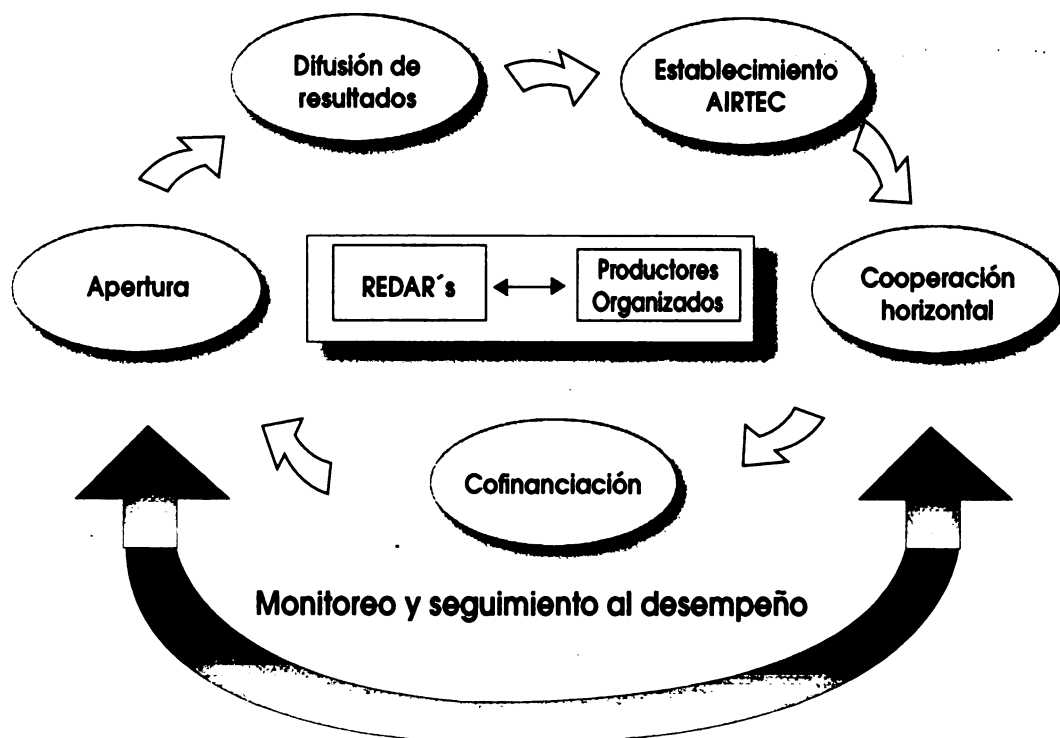 Difusión de
resultados
Establecimiento
AIRTEC
Apertura
REDAR´s
Productores
Organizados
Cooperación
horizontal
Cofinanciación
Monitoreo y seguimiento al desempeño